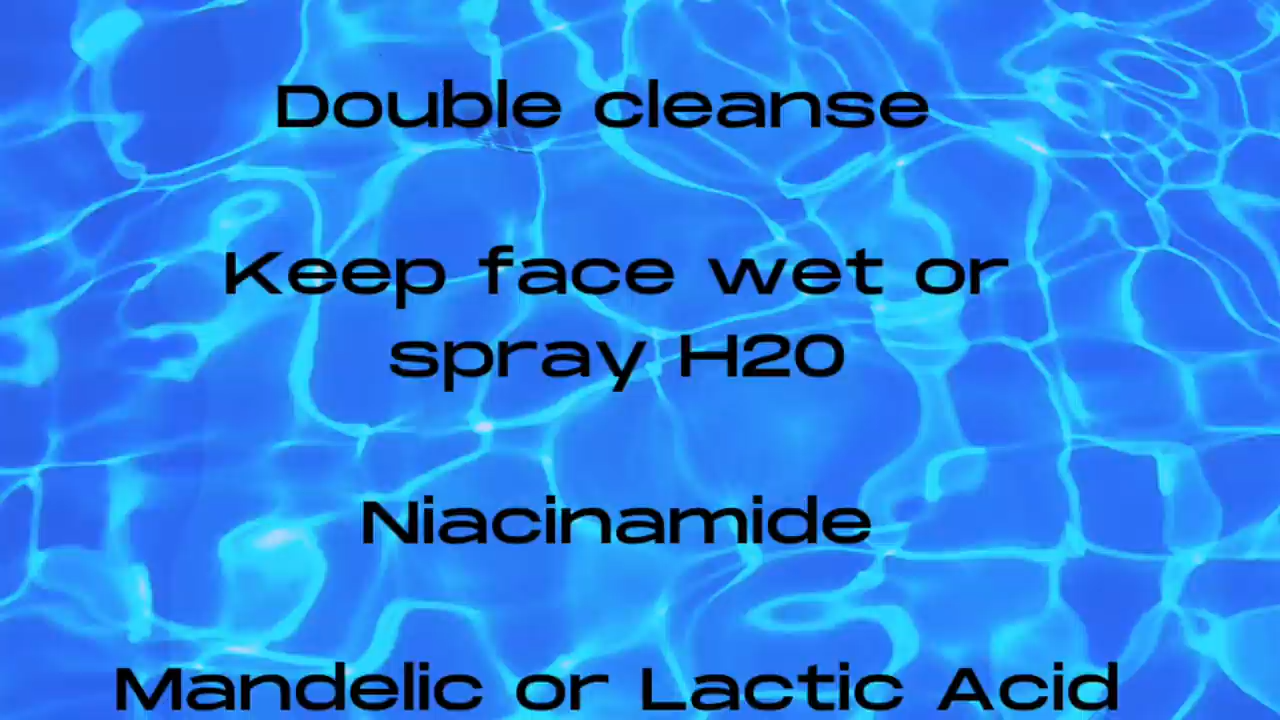 Double cleanse
Keep face wet or
spray H20
Niacinamide
Mandelic or Lactic Acid